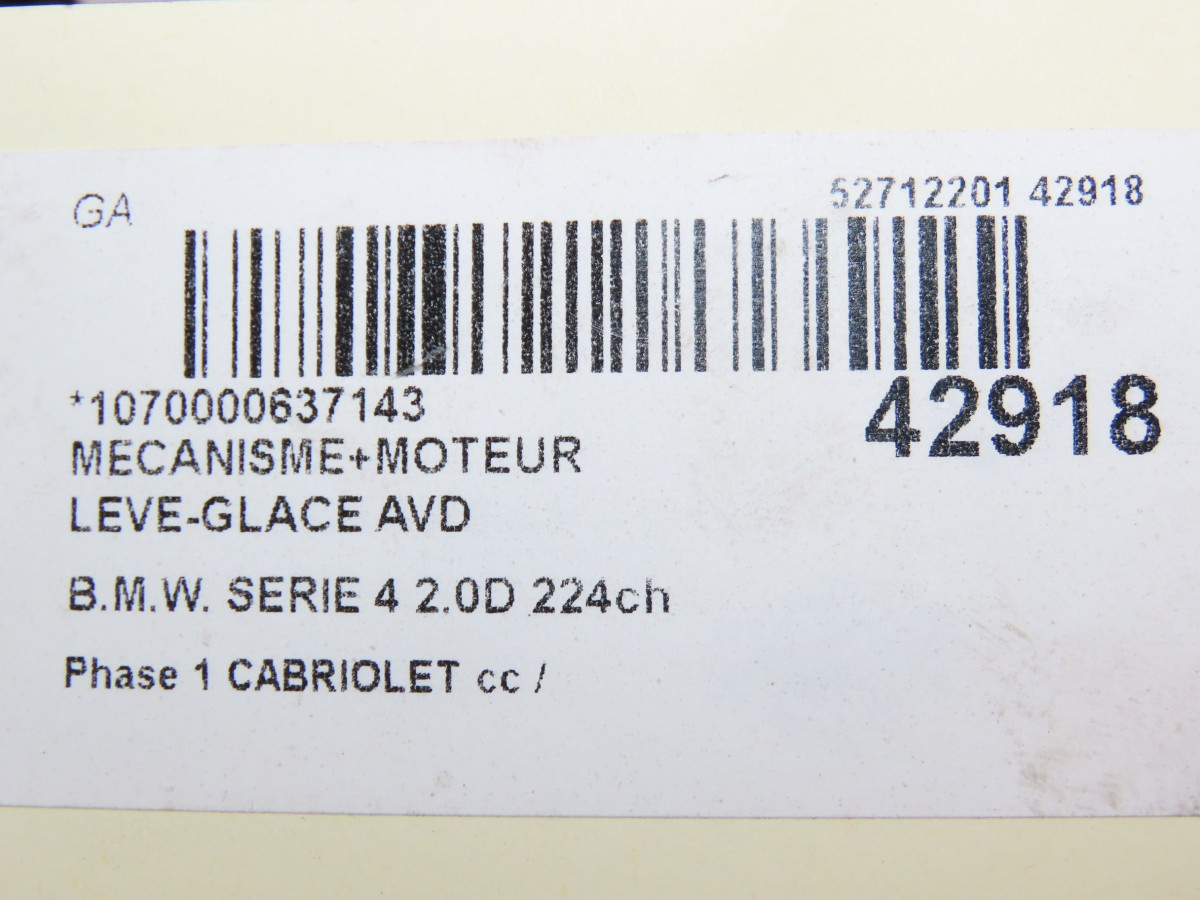 GA
52712201 42918
*1070000637143
42918
MECANISME+MOTEUR
LEVE-GLACE AVD
B.M.W. SERIE 4 2.0D 224ch
Phase 1 CABRIOLET cc /